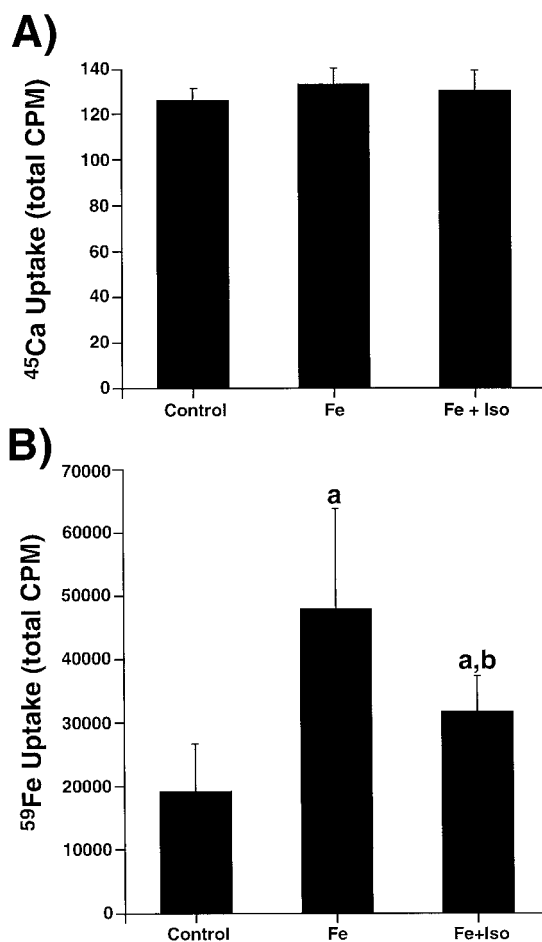 A)
45Ca Uptake (total CPM)
140
120
100
80
60
40
20
0
Control Fe Fe + Iso
B)
59Fe Uptake (total CPM)
70000
60000
50000
40000
30000
20000
10000
0
a
a,b
Control Fe Fe+Iso